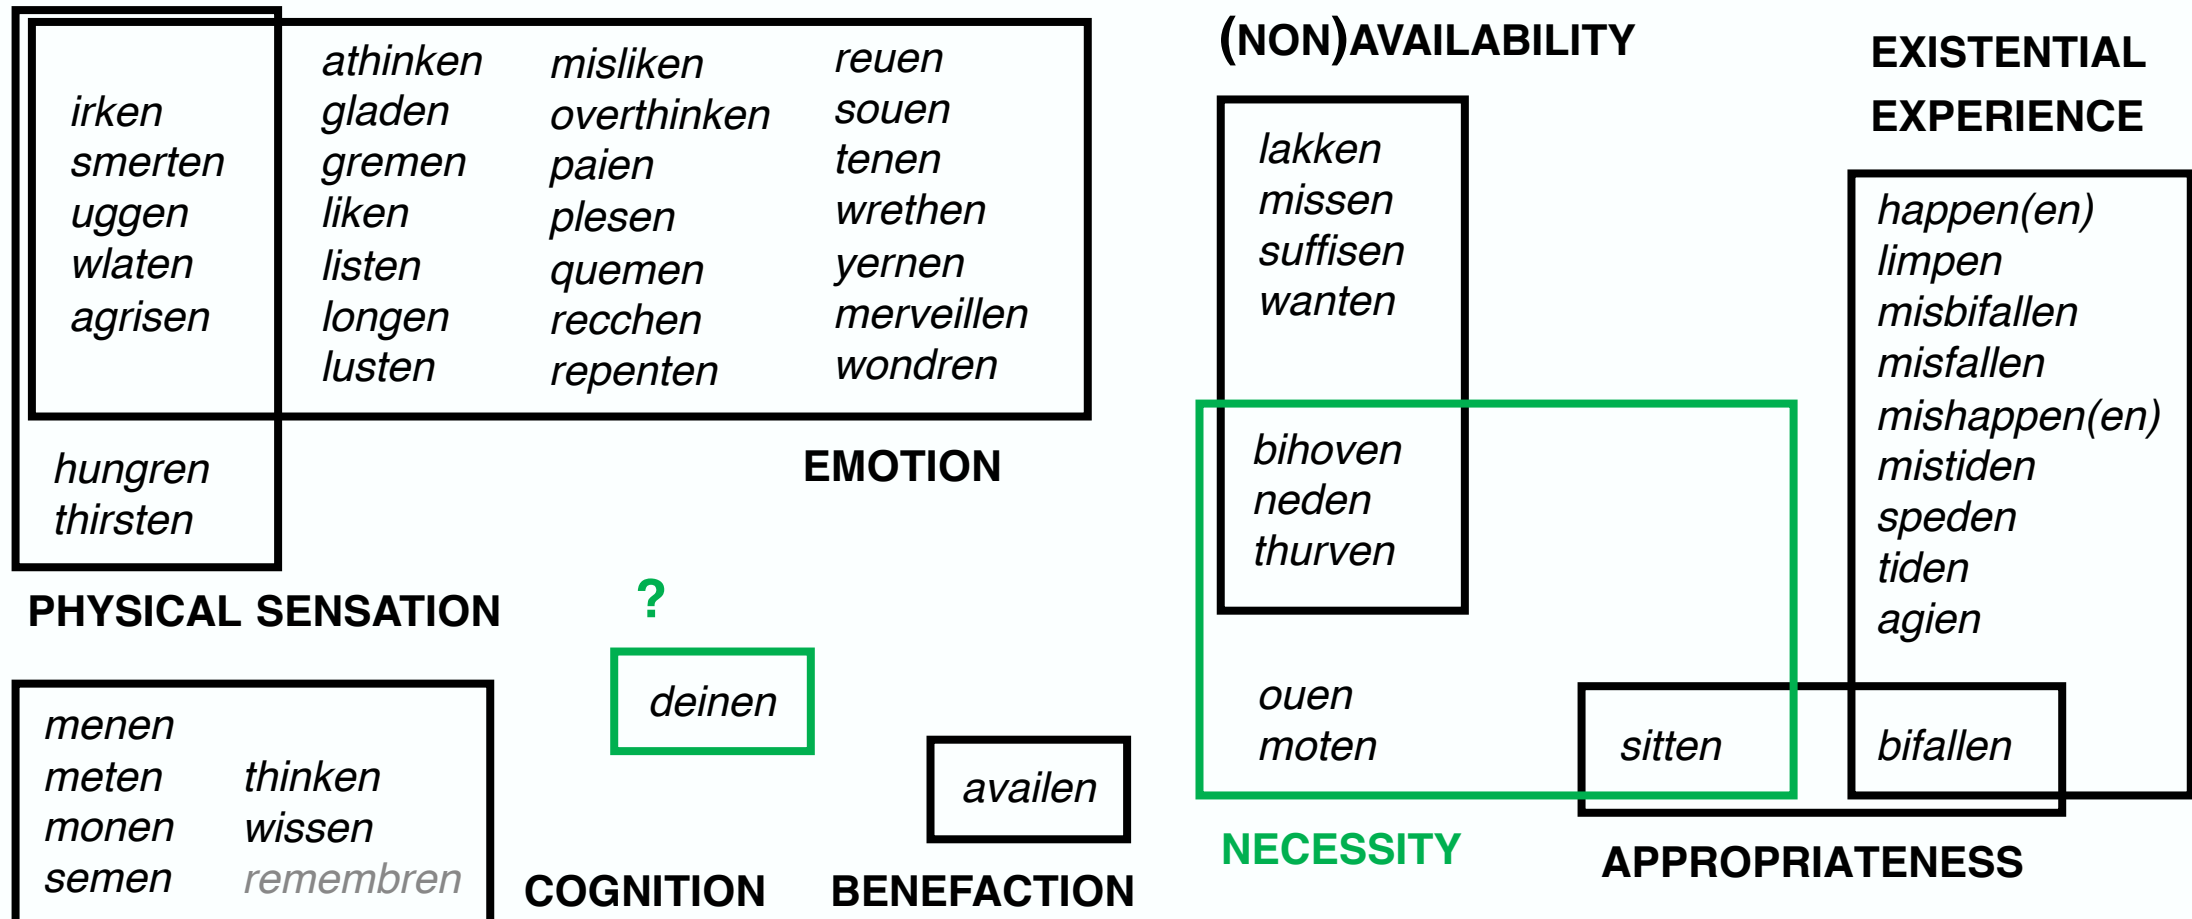 irken
smerten
uggen
wlaten
agrisen
athinken
gladen
gremen
liken
listen
longen
lusten
misliken
overthinken
paien
plesen
quemen
recchen
repenten
reuen
souen
tenen
wrethen
yernen
merveillen
wondren
EMOTION
hungren
thirsten
PHYSICAL SENSATION
menen
meten
monen
semen
thinken
wissen
remembren
COGNITION
?
deinen
availen
BENEFACTION
(NON)AVAILABILITY
lakken
missen
suffisen
wanten
bihoven
neden
thurven
ouen
moten
NECESSITY
sitten
bifallen
APPROPRIATENESS
EXISTENTIAL
EXPERIENCE
happen(en)
limpen
misbifallen
misfallen
mishappen(en)
mistiden
speden
tiden
agien